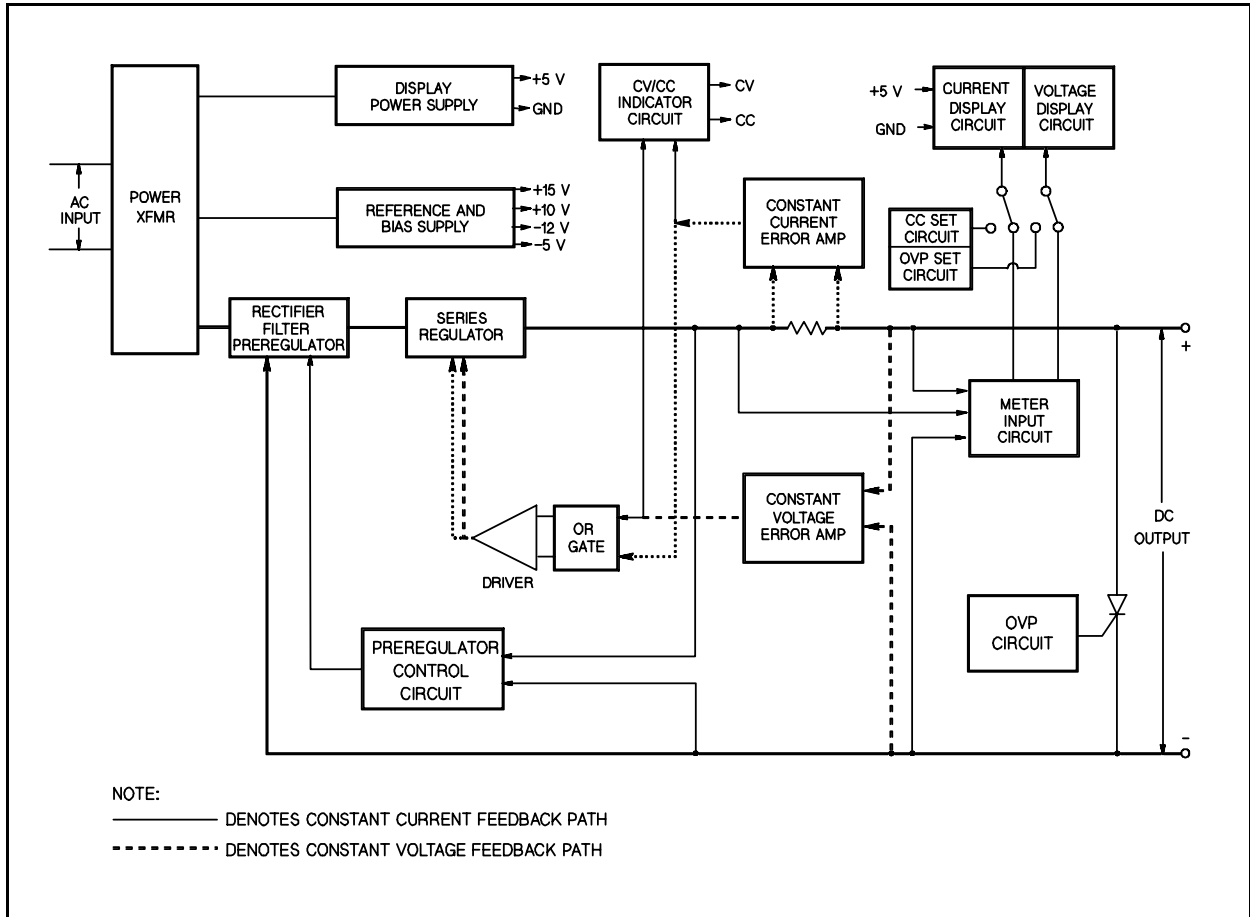 DISPLAY
POWER SUPPLY
+5 V
GND
CV/CC
INDICATOR
CIRCUIT
CV
CC
+5 V
GND
CURRENT
DISPLAY
CIRCUIT
VOLTAGE
DISPLAY
CIRCUIT
AC
INPUT
POWER
XFMR
REFERENCE AND
BIAS SUPPLY
+15 V
+10 V
-12 V
-5 V
CONSTANT
CURRENT
ERROR AMP
CC SET
CIRCUIT
OVP SET
CIRCUIT
RECTIFIER
FILTER
PREREGULATOR
SERIES
REGULATOR
+
METER
INPUT
CIRCUIT
CONSTANT
VOLTAGE
ERROR AMP
OR
GATE
DRIVER
DC
OUTPUT
OVP
CIRCUIT
PREREGULATOR
CONTROL
CIRCUIT
-
NOTE:
DENOTES CONSTANT CURRENT FEEDBACK PATH
DENOTES CONSTANT VOLTAGE FEEDBACK PATH